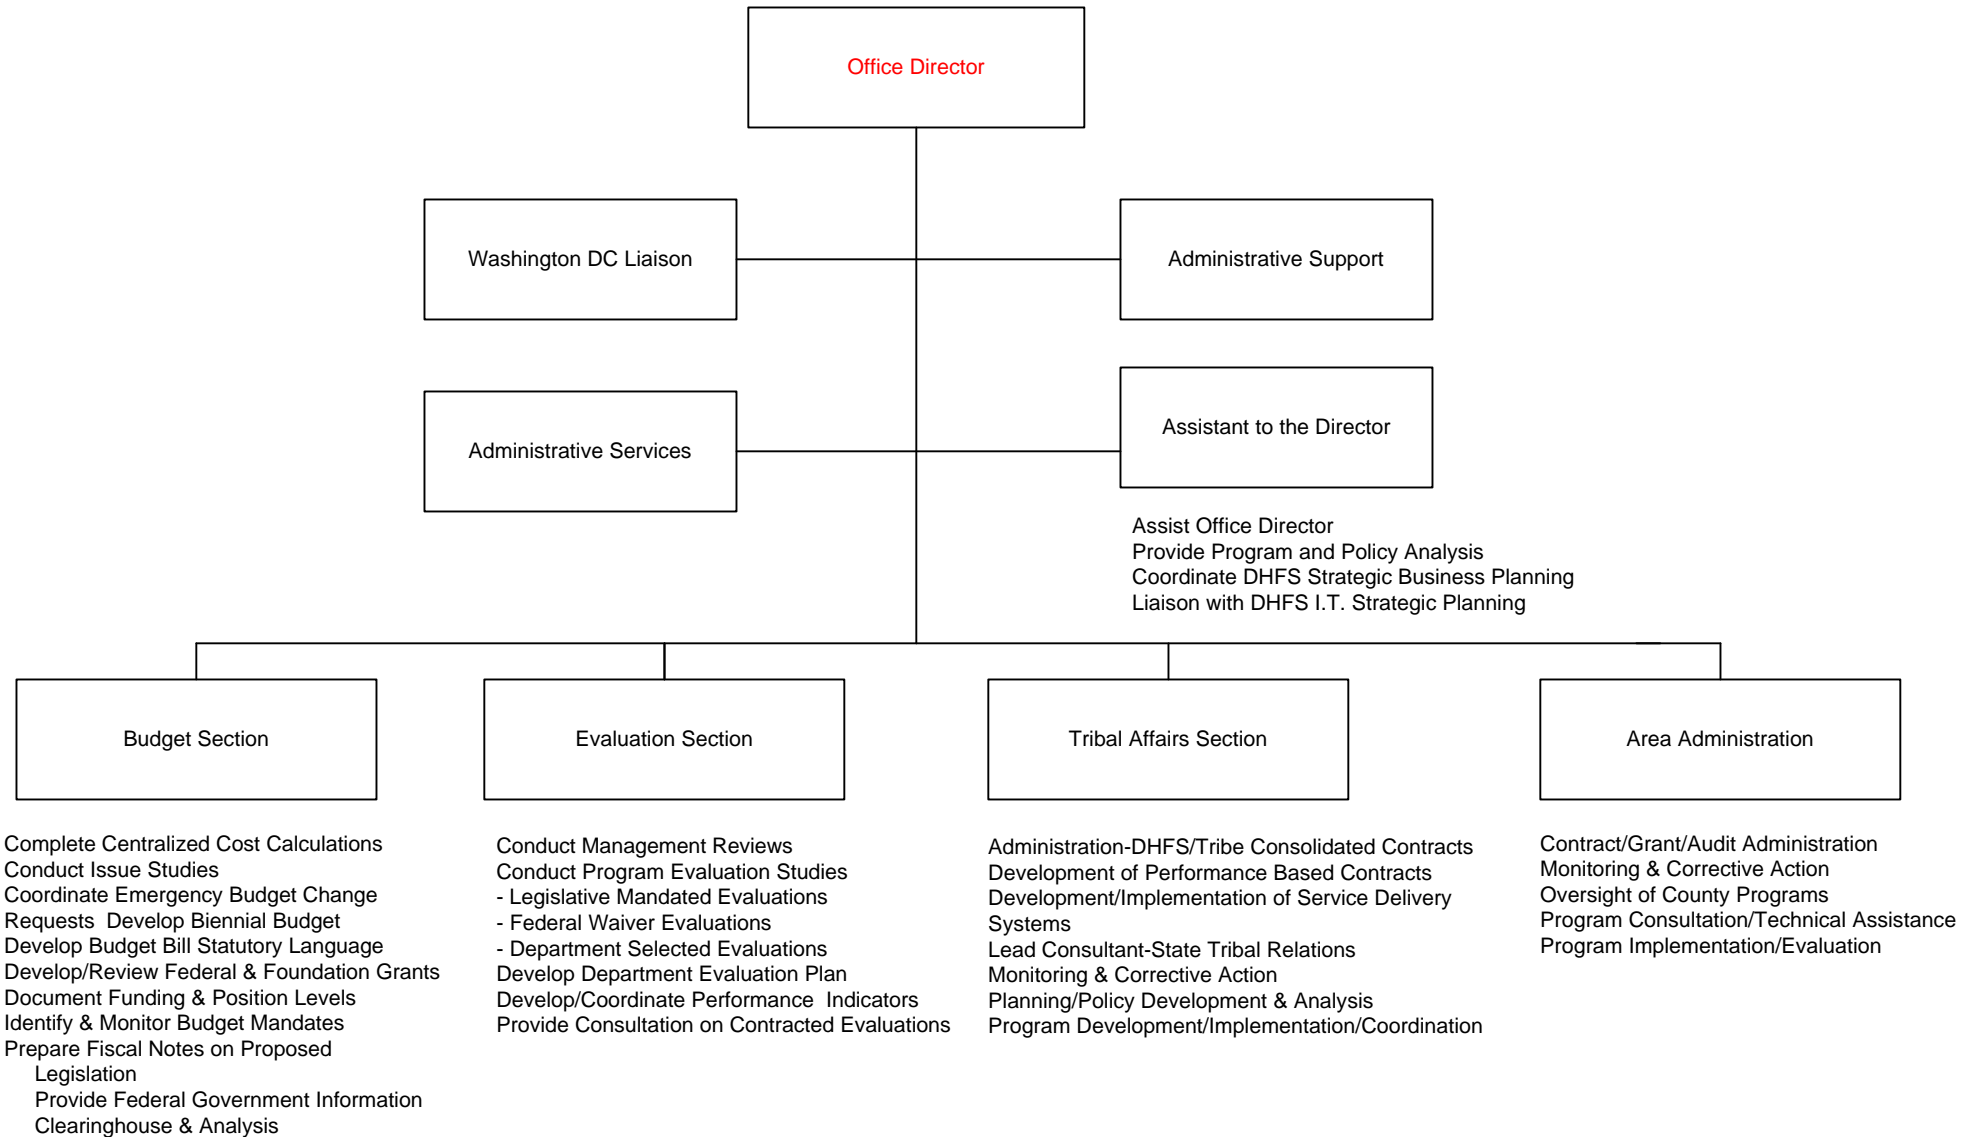 Office Director
Washington DC Liaison
Administrative Support
Administrative Services
Assistant to the Director
Assist Office Director
Provide Program and Policy Analysis
Coordinate DHFS Strategic Business Planning
Liaison with DHFS I.T. Strategic Planning
Budget Section
Evaluation Section
Tribal Affairs Section
Area Administration
Complete Centralized Cost Calculations
Conduct Issue Studies
Coordinate Emergency Budget Change
Requests  Develop Biennial Budget
Develop Budget Bill Statutory Language
Develop/Review Federal & Foundation Grants
Document Funding & Position Levels
Identify & Monitor Budget Mandates
Prepare Fiscal Notes on Proposed
Legislation
Provide Federal Government Information
Clearinghouse & Analysis
Conduct Management Reviews
Conduct Program Evaluation Studies
- Legislative Mandated Evaluations
- Federal Waiver Evaluations
- Department Selected Evaluations
Develop Department Evaluation Plan
Develop/Coordinate Performance  Indicators
Provide Consultation on Contracted Evaluations
Administration-DHFS/Tribe Consolidated Contracts
Development of Performance Based Contracts
Development/Implementation of Service Delivery
Systems
Lead Consultant-State Tribal Relations
Monitoring & Corrective Action
Planning/Policy Development & Analysis
Program Development/Implementation/Coordination
Contract/Grant/Audit Administration
Monitoring & Corrective Action
Oversight of County Programs
Program Consultation/Technical Assistance
Program Implementation/Evaluation